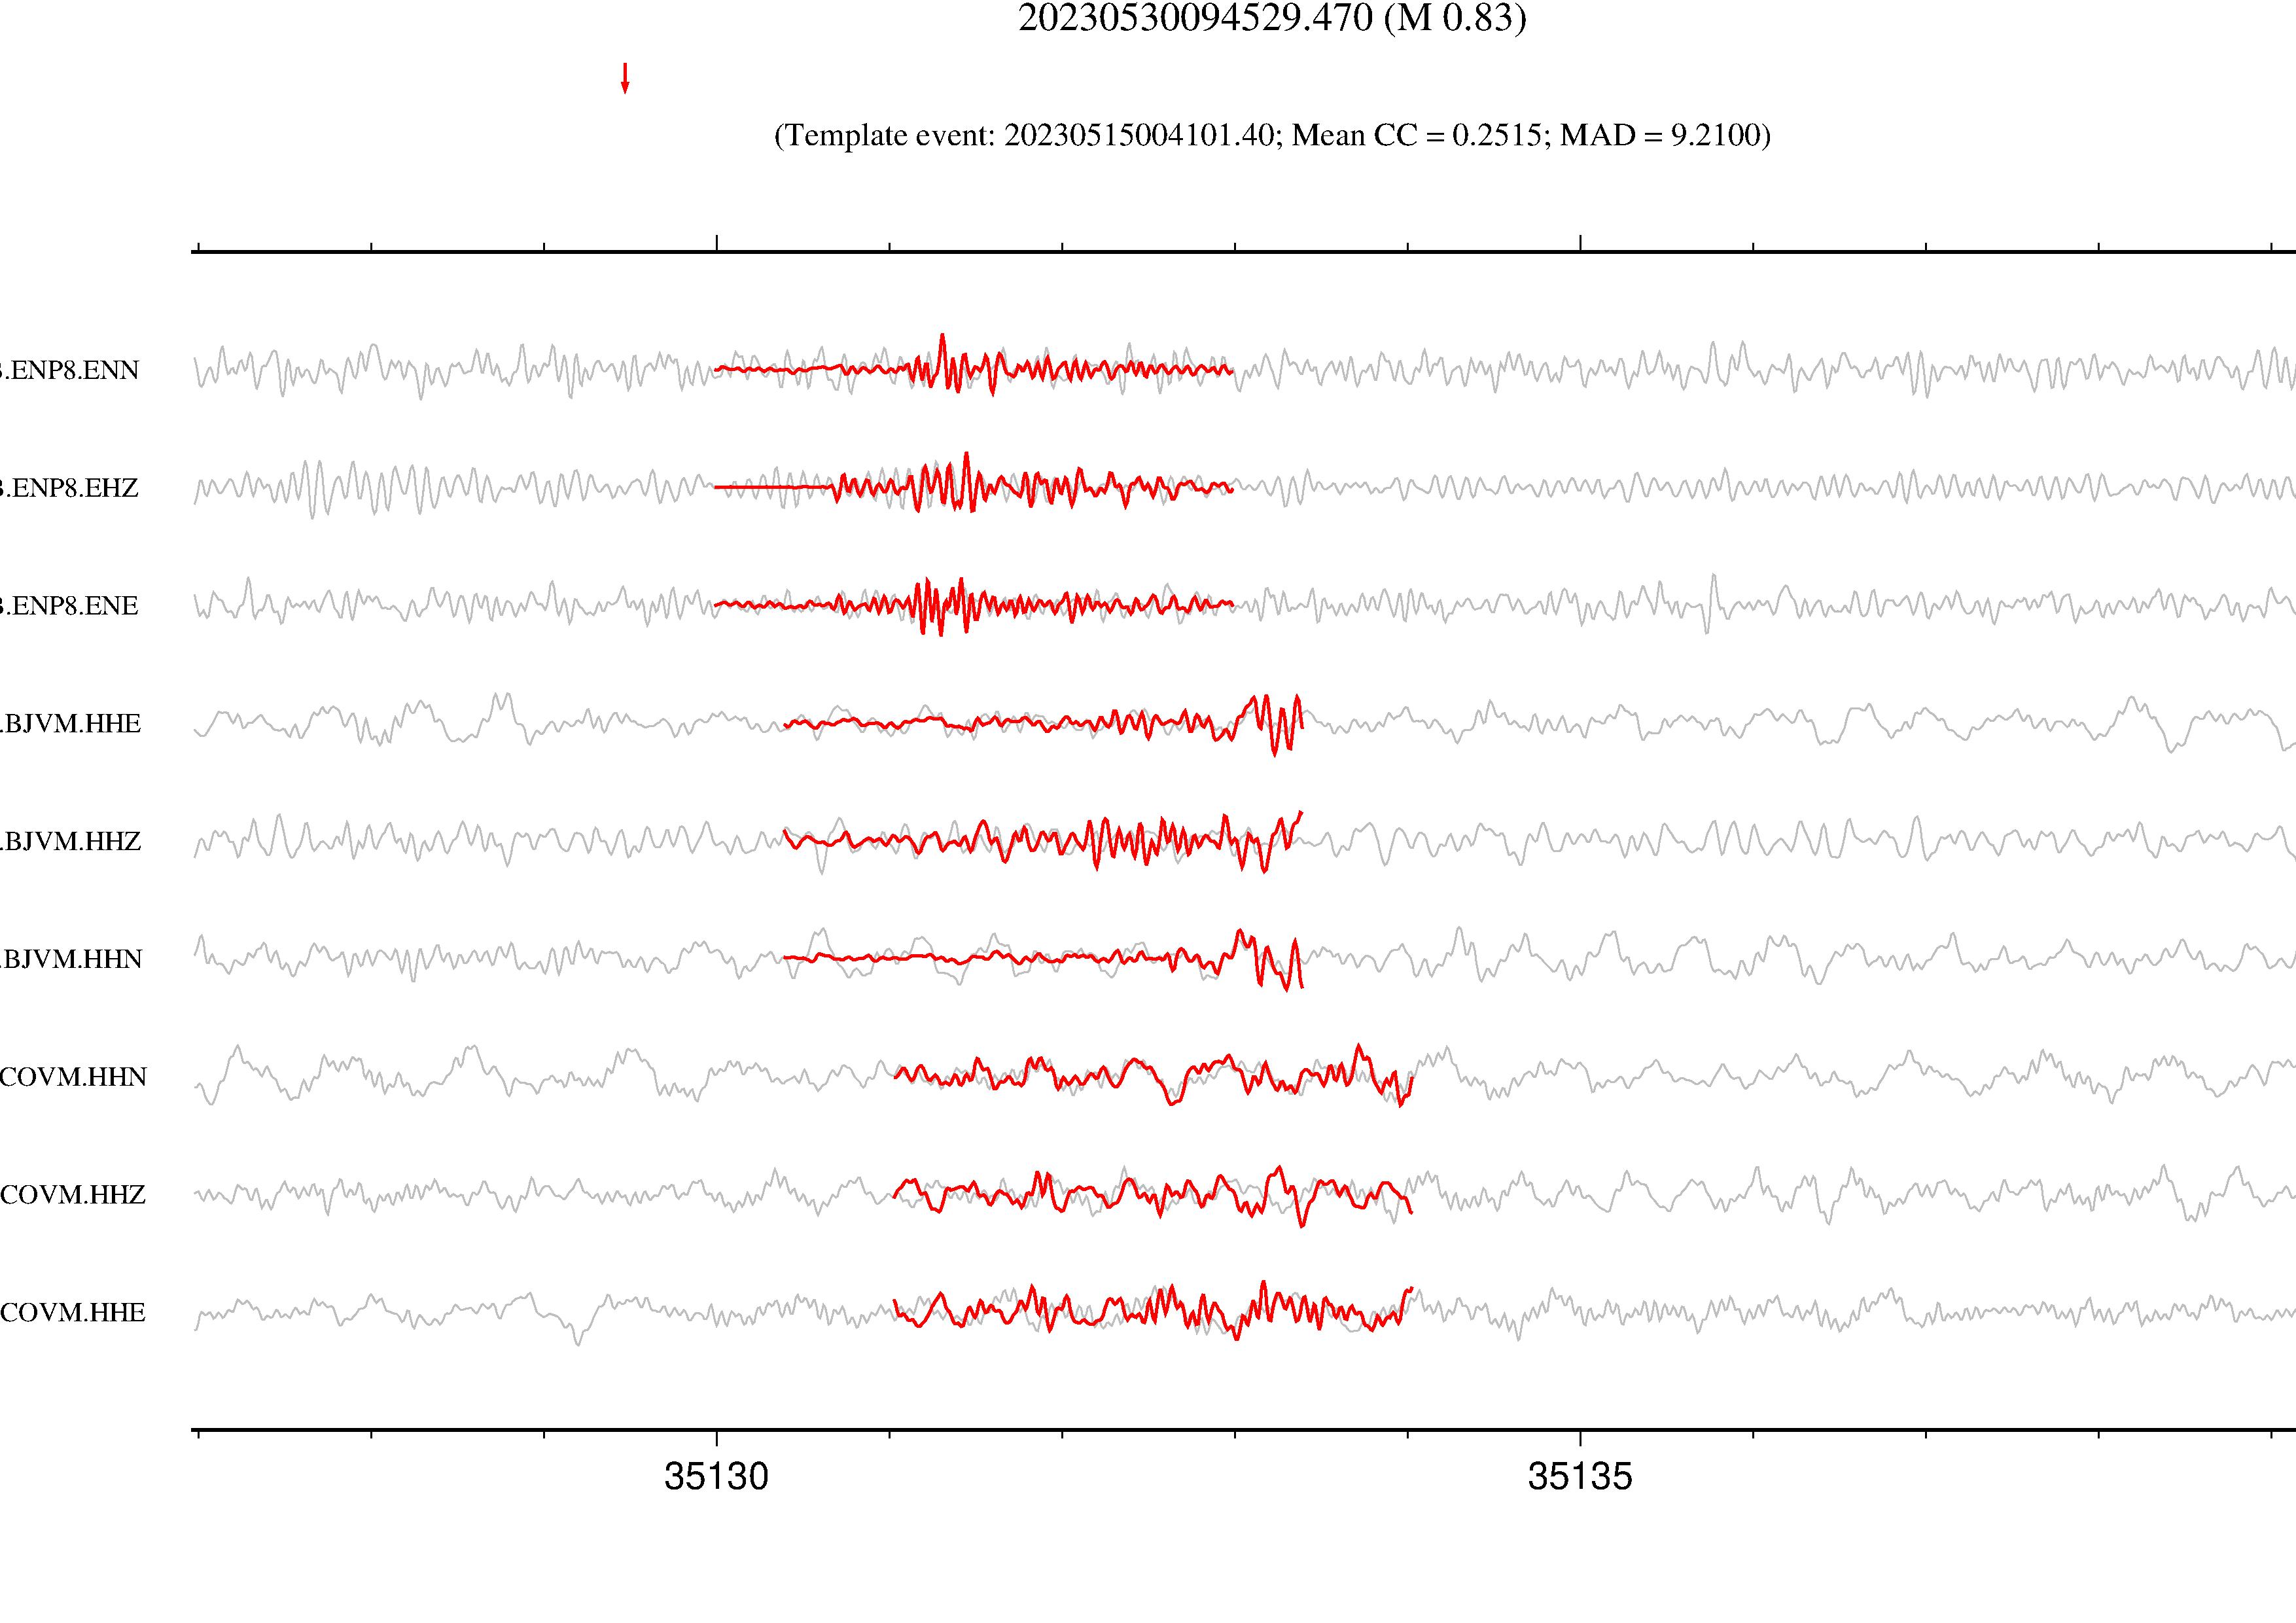 20230530094529.470 (M 0.83)
(Template event: 20230515004101.40; Mean CC = 0.2515; MAD = 9.2100)
.ENP8.ENN
.ENP8.EHZ
.ENP8.ENE
.BJVM.HHE
.BJVM.HHZ
.BJVM.HHN
COVM.HHN
COVM.HHZ
COVM.HHE
35130 35135